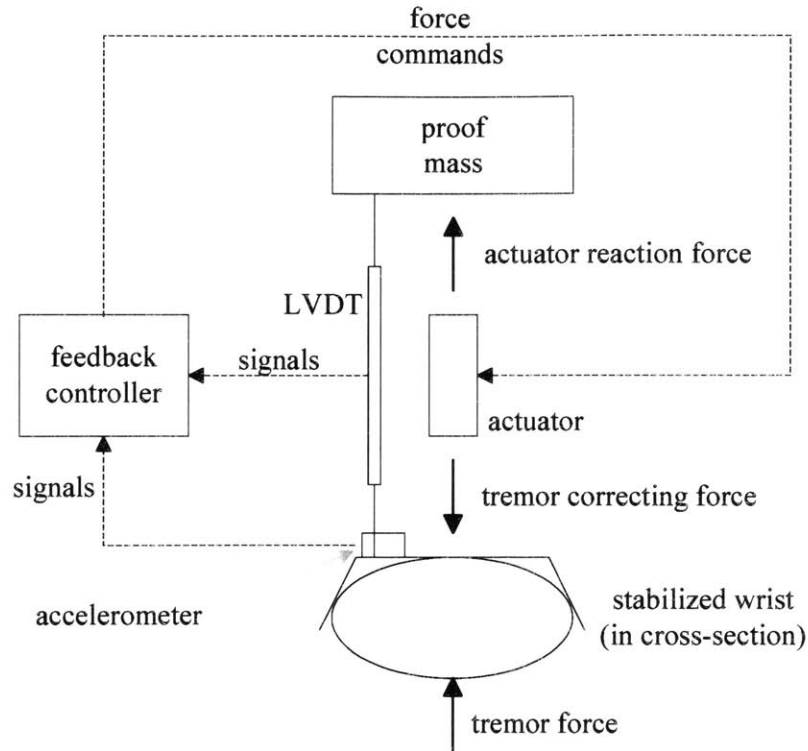 force
commands
proof
mass
actuator reaction force
LVDT
feedback
controller
signals
actuator
signals
tremor correcting force
accelerometer
stabilized wrist
(in cross-section)
tremor force